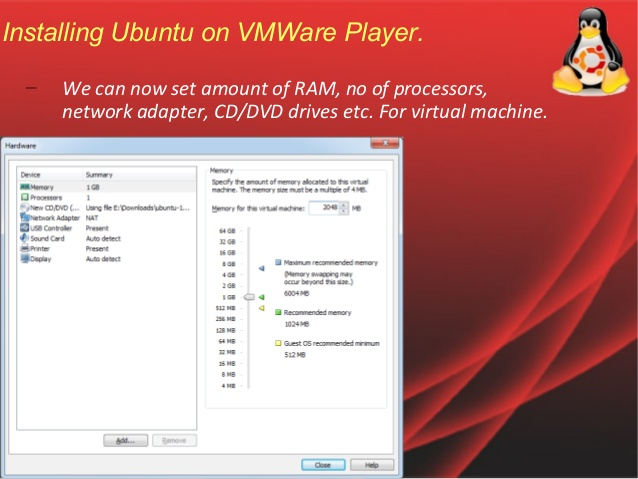 Installing Ubuntu on VMWare Player.
– We can now set amount of RAM, no of processors,
network adapter, CD/DVD drives etc. For virtual machine.
Hardware
Device Summary
Memory 1 GB
Processors 1
New CD/DVD (... Using file E:\Downloads\ubuntu-1...
Network Adapter NAT
USB Controller Present
Sound Card Auto detect
Printer Present
Display Auto detect
Add... Remove
Memory
Specify the amount of memory allocated to this virtual
machine. The memory size must be a multiple of 4 MB.
Memory for this virtual machine: 2048 MB
64 GB
32 GB
16 GB
8 GB
4 GB
2 GB
1 GB
512 MB
256 MB
128 MB
64 MB
32 MB
16 MB
8 MB
4 MB
Maximum recommended memory
(Memory swapping may
occur beyond this size.)
6004 MB
Recommended memory
1024 MB
Guest OS recommended minimum
512 MB
Close Help